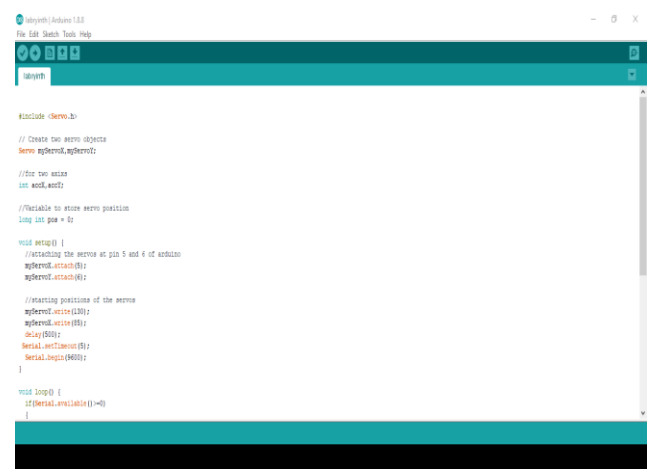 labryinth | Arduino 1.8.8
File Edit Sketch Tools Help
labryinth
#include <Servo.h>
// Create two servo objects
Servo myServoX,myServoY;
//for two axixs
int accX,accY;
//Variable to store servo position
long int pos = 0;
void setup() {
//attaching the servos at pin 5 and 6 of arduino
myServoX.attach(5);
myServoY.attach(6);
//starting positions of the servos
myServoY.write(130);
myServoX.write(85);
delay(500);
Serial.setTimeout(5);
Serial.begin(9600);
}
void loop() {
if(Serial.available()>=0)
{